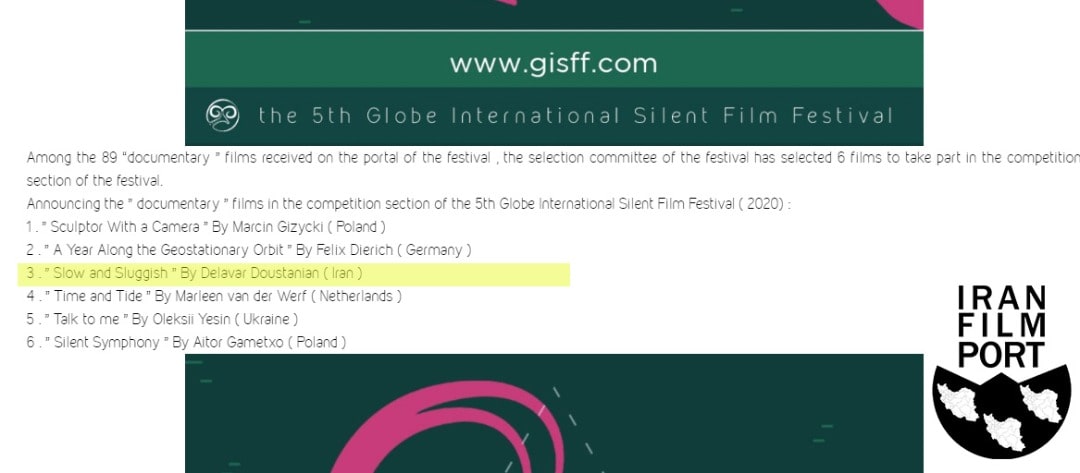 www.gisff.com
the 5th Globe International Silent Film Festival
Among the 89 "documentary " films received on the portal of the festival , the selection committee of the festival has selected 6 films to take part in the competition
section of the festival.
Announcing the " documentary " films in the competition section of the 5th Globe International Silent Film Festival ( 2020) :
1 . " Sculptor With a Camera " By Marcin Gizycki ( Poland )
2 . " A Year Along the Geostationary Orbit " By Felix Dierich ( Germany )
3 . " Slow and Sluggish " By Delavar Doustanian ( Iran )
4 . " Time and Tide " By Marleen van der Werf ( Netherlands )
5 . " Talk to me " By Oleksii Yesin ( Ukraine )
6 . " Silent Symphony " By Aitor Gametxo ( Poland )
IRAN
FILM
PORT